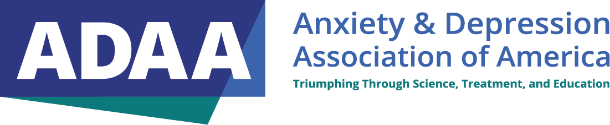 ADAA
Anxiety & Depression
Association of America
Triumphing Through Science, Treatment, and Education